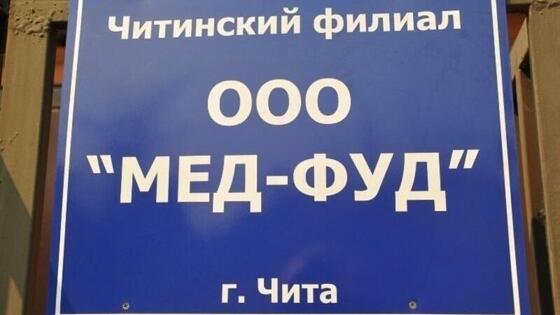 Читинский филиал
ООО
“МЕД-ФУД”
г. Чита